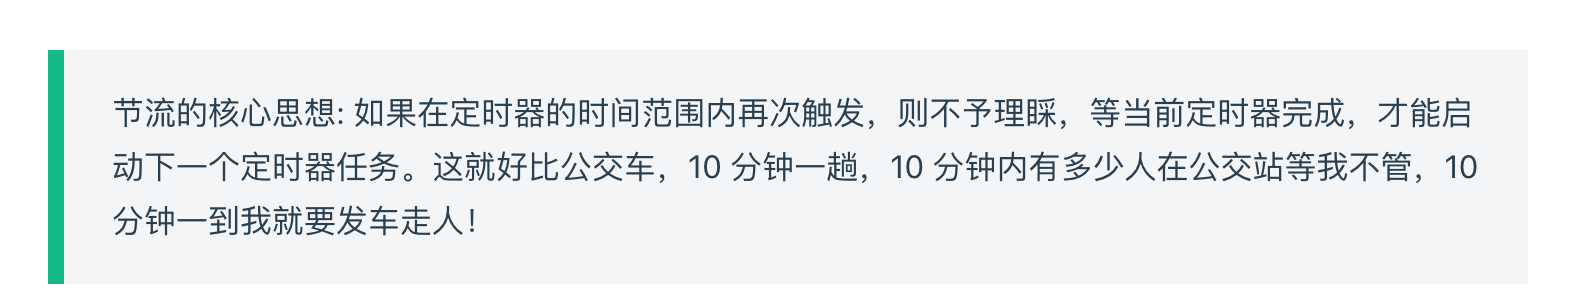 节流的核心思想: 如果在定时器的时间范围内再次触发，则不予理睬，等当前定时器完成，才能启
动下一个定时器任务。这就好比公交车，10 分钟一趟，10 分钟内有多少人在公交站等我不管，10
分钟一到我就要发车走人！